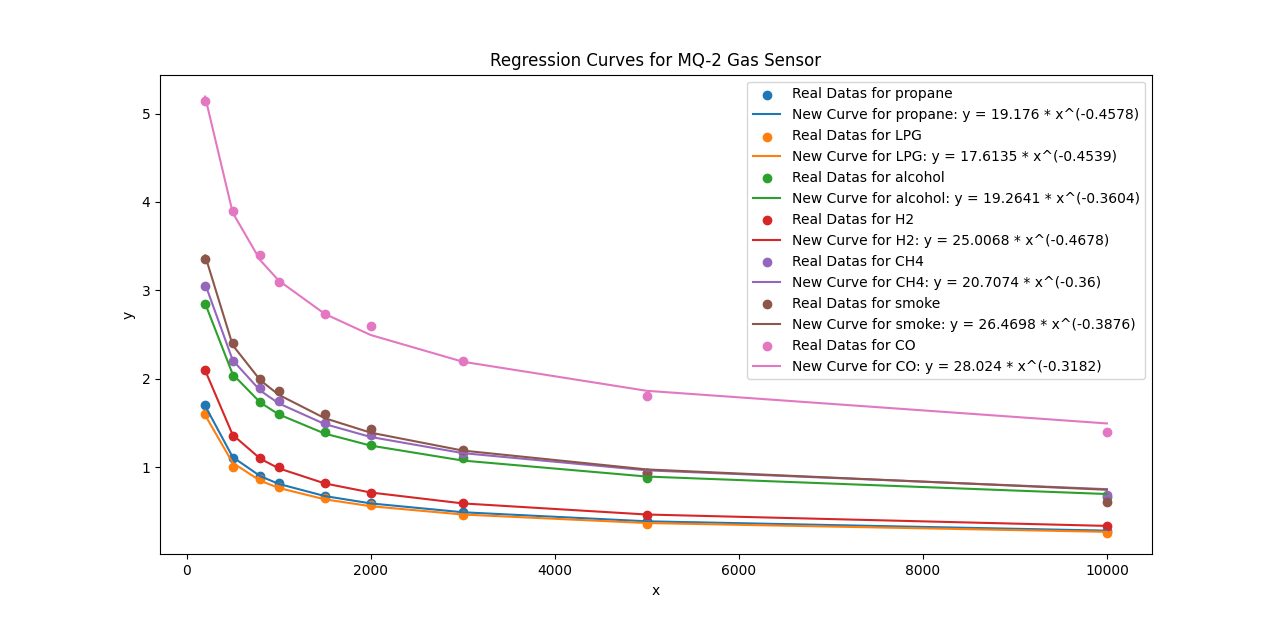 Regression Curves for MQ-2 Gas Sensor
Real Datas for propane
New Curve for propane: y = 19.176 * x^(-0.4578)
Real Datas for LPG
New Curve for LPG: y = 17.6135 * x^(-0.4539)
Real Datas for alcohol
New Curve for alcohol: y = 19.2641 * x^(-0.3604)
Real Datas for H2
New Curve for H2: y = 25.0068 * x^(-0.4678)
Real Datas for CH4
New Curve for CH4: y = 20.7074 * x^(-0.36)
Real Datas for smoke
New Curve for smoke: y = 26.4698 * x^(-0.3876)
Real Datas for CO
New Curve for CO: y = 28.024 * x^(-0.3182)
5
4
3
2
1
y
0 2000 4000 6000 8000 10000
x